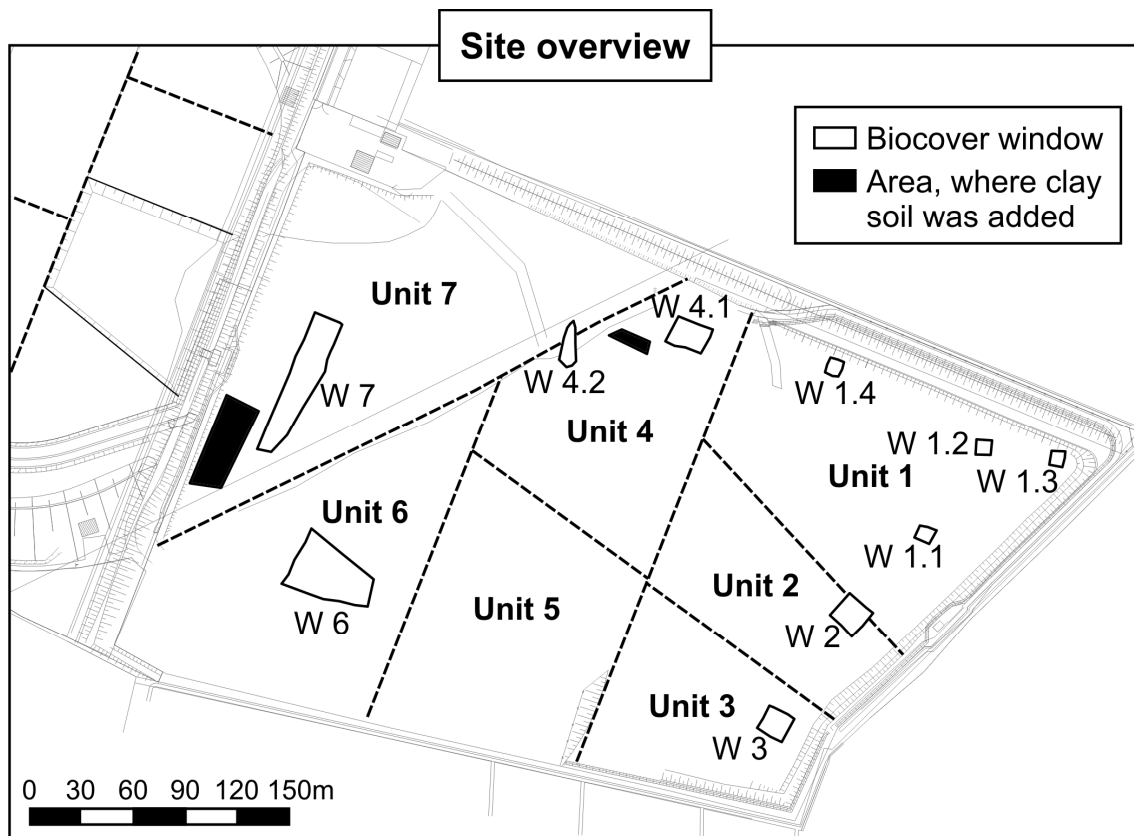 Site overview
Biocover window
Area, where clay
soil was added
Unit 7
W 4.1
W 4.2
W 1.4
W 7
Unit 4
W 1.2
W 1.3
Unit 1
Unit 6
W 1.1
Unit 2
Unit 5
W 6
W 2
Unit 3
W 3
0 30 60 90 120 150m